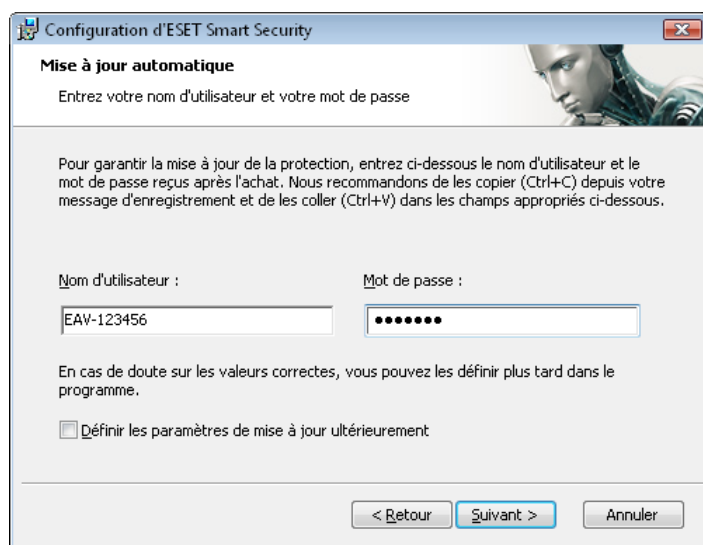 Configuration d'ESET Smart Security
Mise à jour automatique
Entrez votre nom d'utilisateur et votre mot de passe
Pour garantir la mise à jour de la protection, entrez ci-dessous le nom d'utilisateur et le
mot de passe reçus après l'achat. Nous recommandons de les copier (Ctrl+C) depuis votre
message d'enregistrement et de les coller (Ctrl+V) dans les champs appropriés ci-dessous.
Nom d'utilisateur :
Mot de passe :
EAV-123456
●●●●●●●
En cas de doute sur les valeurs correctes, vous pouvez les définir plus tard dans le
programme.
Définir les paramètres de mise à jour ultérieurement
< Retour
Suivant >
Annuler